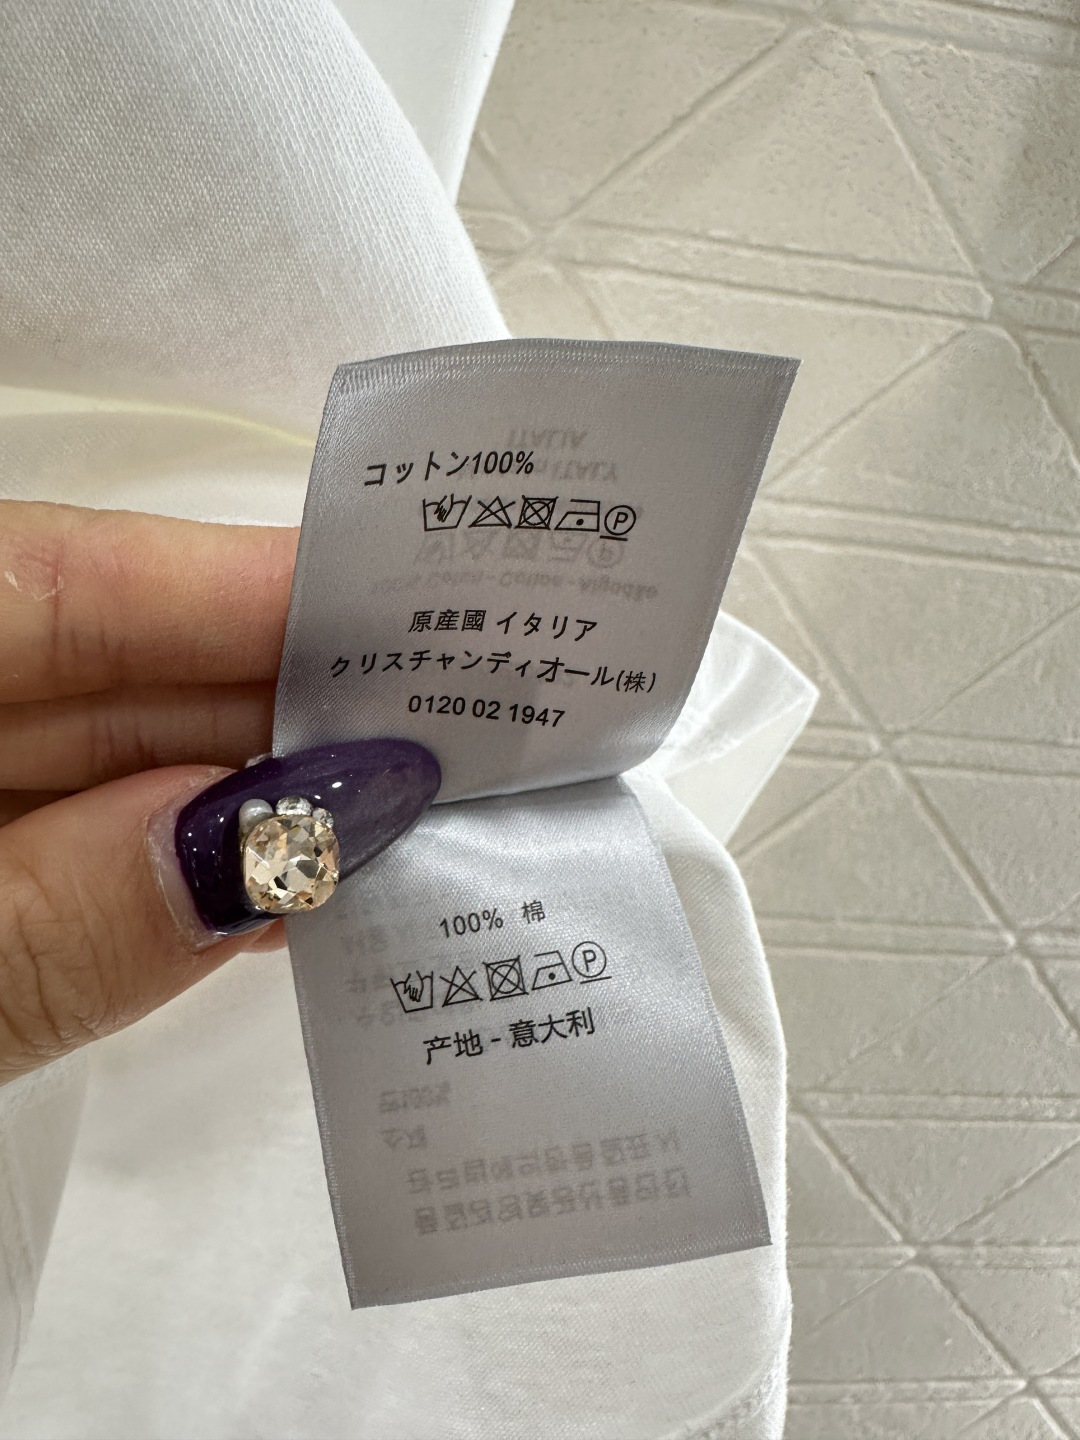 コットン100%
原産國 イタリア
クリスチャンディオール(株)
0120 02 1947
100% 棉
产地 - 意大利